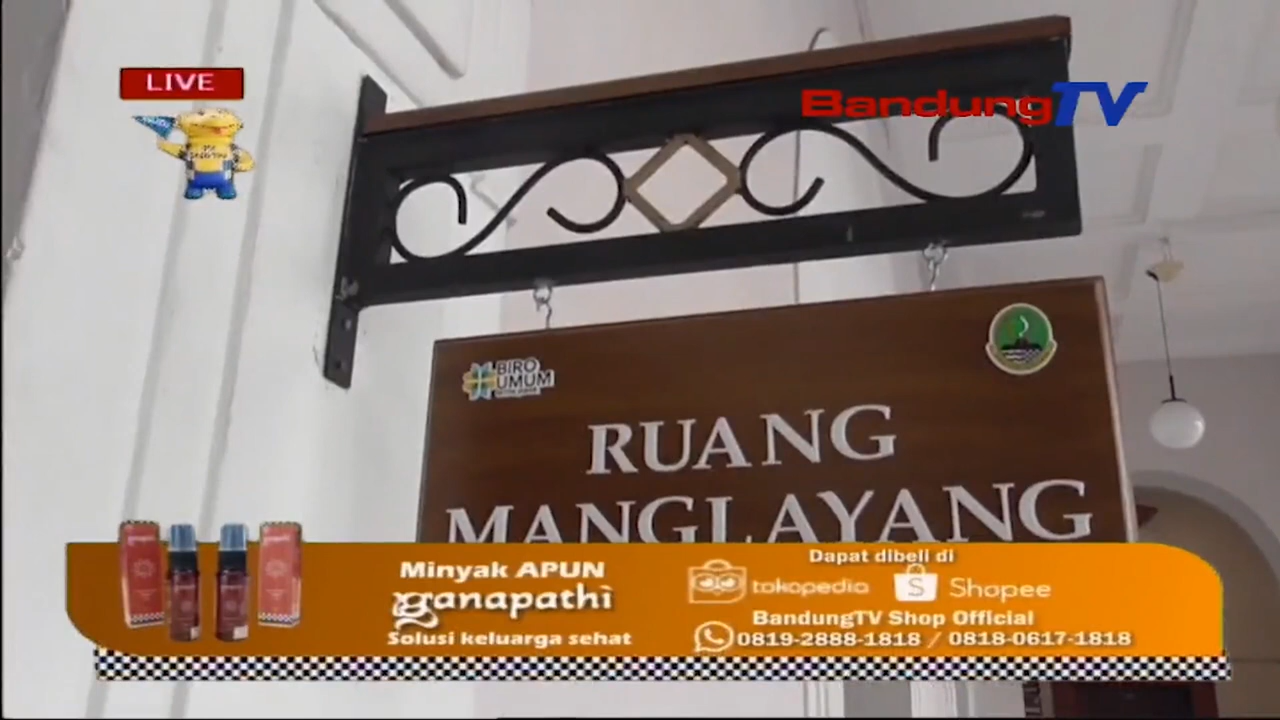 LIVE
BandungTV
BIRO
UMUM
RUANG
MANGLAYANG
Minyak APUN
ganapathi
Solusi keluarga sehat
Dapat dibeli di
tokopedia
Shopee
BandungTV Shop Official
0819-2888-1818 / 0818-0617-1818